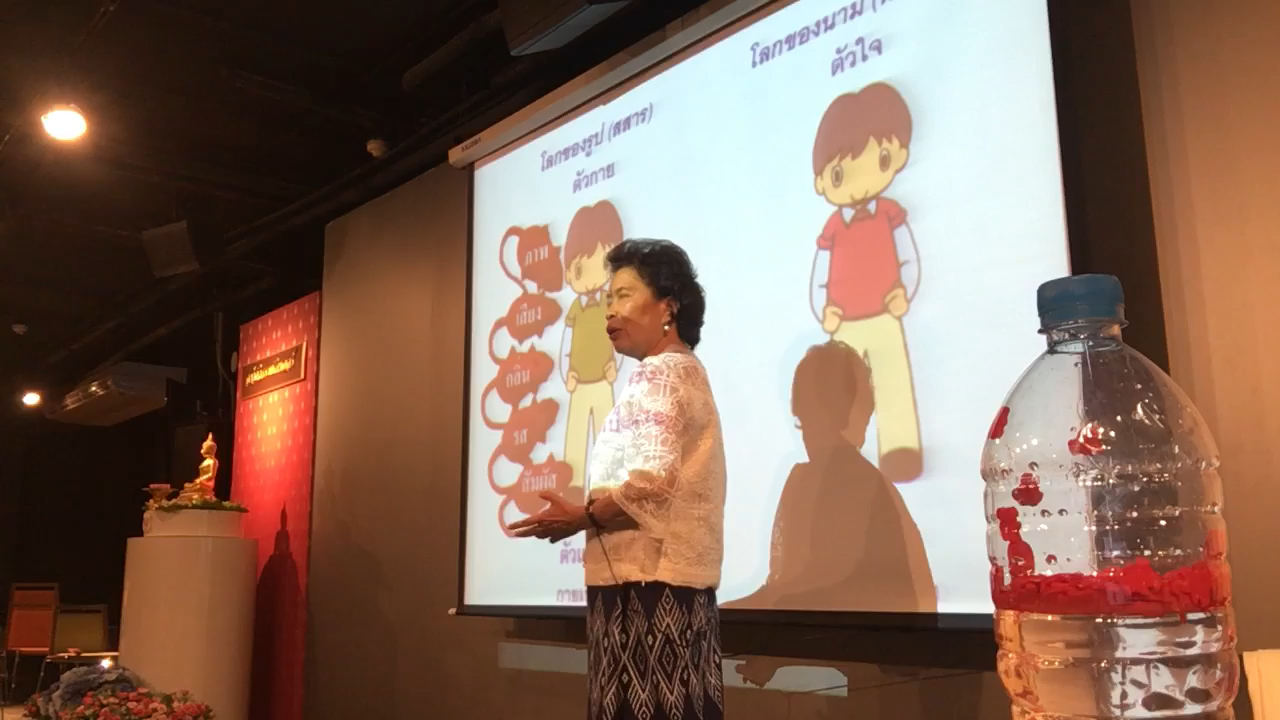 โลกของนาม
ตัวใจ
โลกของรูป (สสาร)
ตัวกาย
ภาพ
เสียง
กลิ่น
รส
สัมผัส